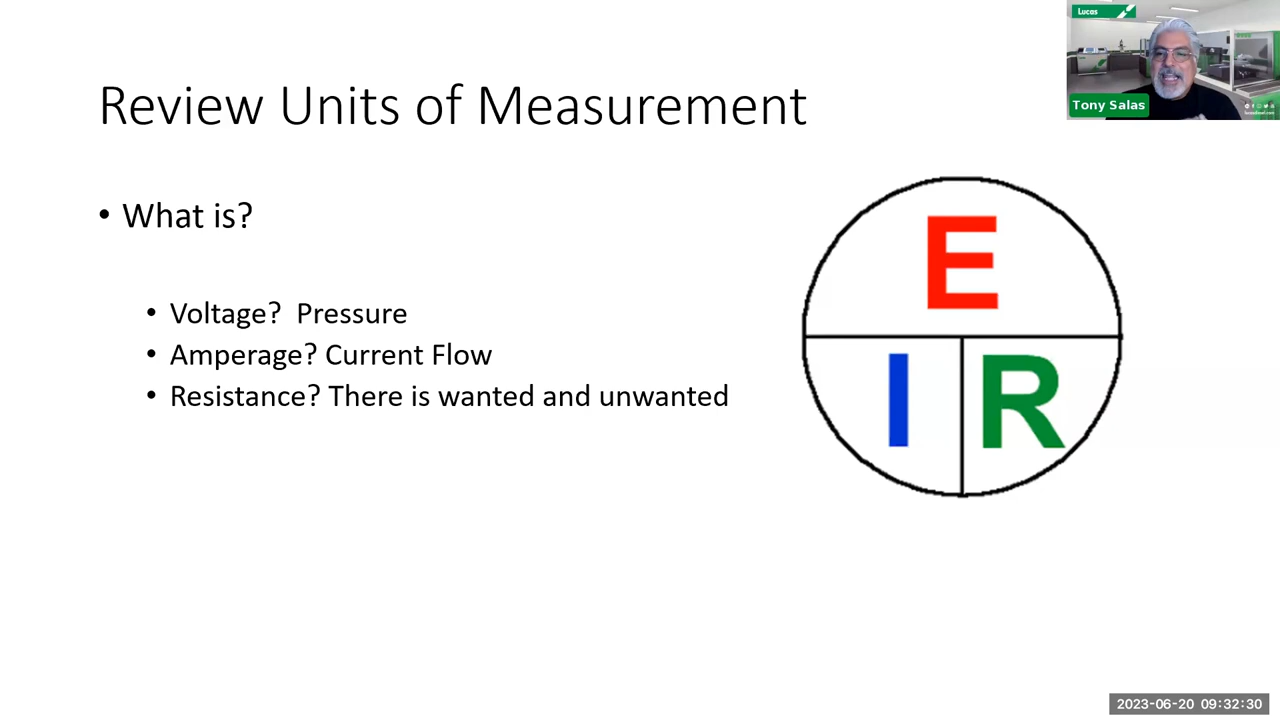 Lucas
Tony Salas
Review Units of Measurement
• What is?
• Voltage?  Pressure
• Amperage? Current Flow
• Resistance? There is wanted and unwanted
E
I R
2023-06-20 09:32:30